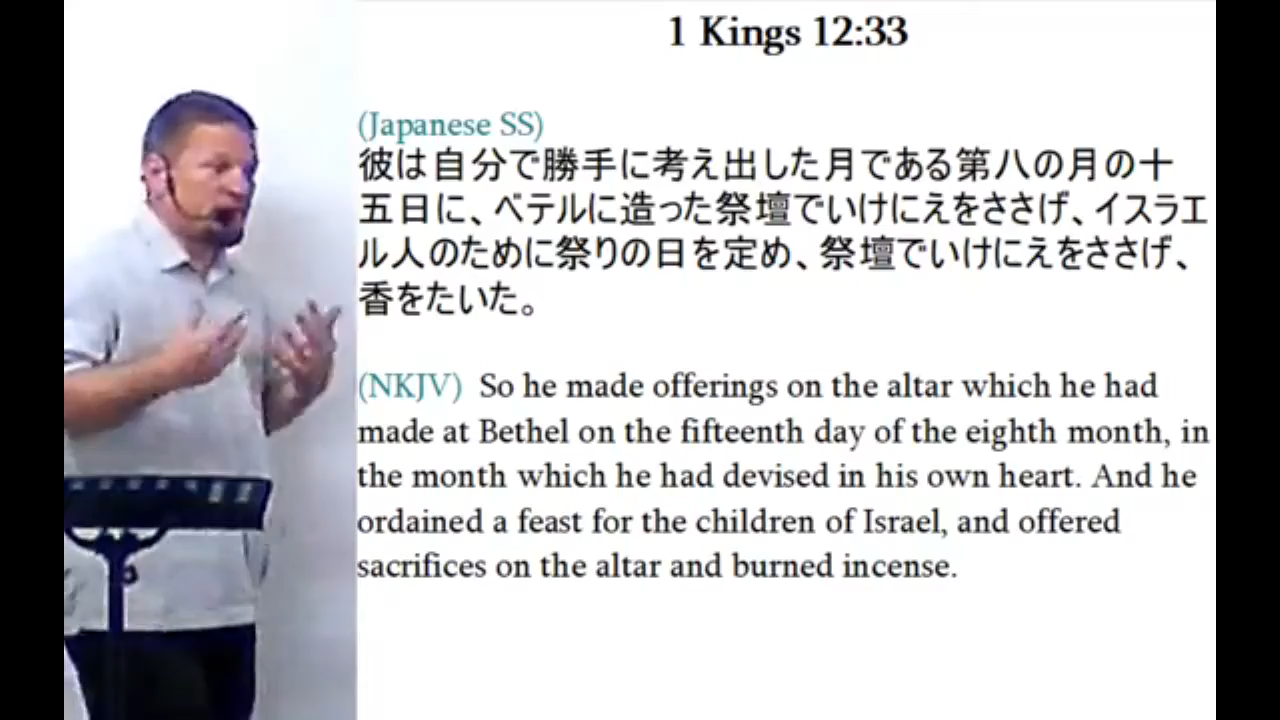 1 Kings 12:33
(Japanese SS)
彼は自分で勝手に考え出した月である第八の月の十
五日に、ベテルに造った祭壇でいけにえをささげ、イスラエ
ル人のために祭りの日を定め、祭壇でいけにえをささげ、
香をたいた。
(NKJV) So he made offerings on the altar which he had
made at Bethel on the fifteenth day of the eighth month, in
the month which he had devised in his own heart. And he
ordained a feast for the children of Israel, and offered
sacrifices on the altar and burned incense.